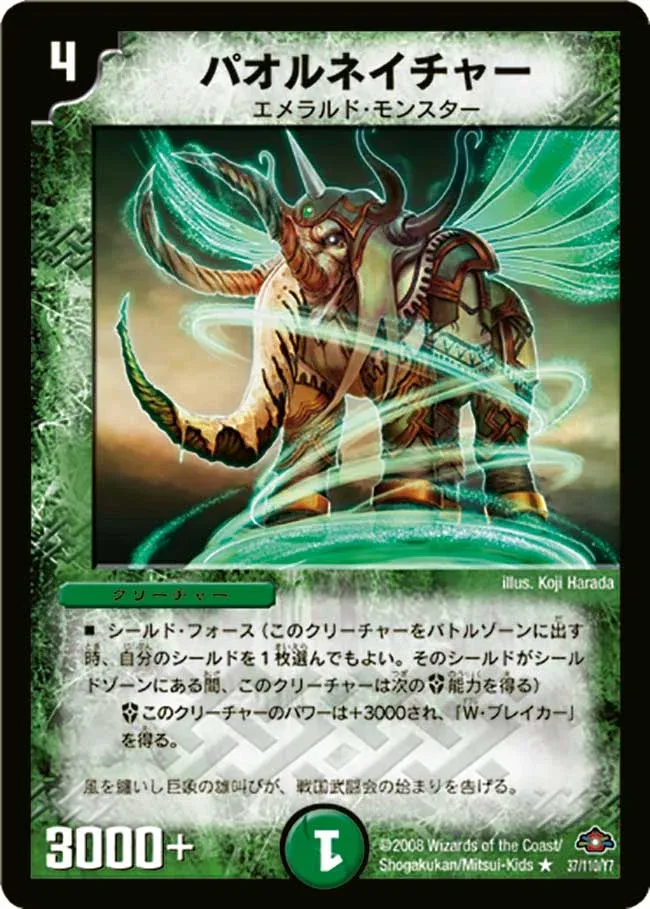 4
パオルネイチャー
エメラルド・モンスター
illus. Koji Harada
クリーチャー
■ シールド・フォース（このクリーチャーをバトルゾーンに出す
時、自分のシールドを1枚選んでもよい。そのシールドがシール
ドゾーンにある間、このクリーチャーは次の能力を得る）
このクリーチャーのパワーは+3000され、「W・ブレイカー」
を得る。
風を縫いし巨象の雄叫びが、戦国武闘会の始まりを告げる。
3000+
1
©2008 Wizards of the Coast/
Shogakukan/Mitsui-Kids ★ 37/110/Y7